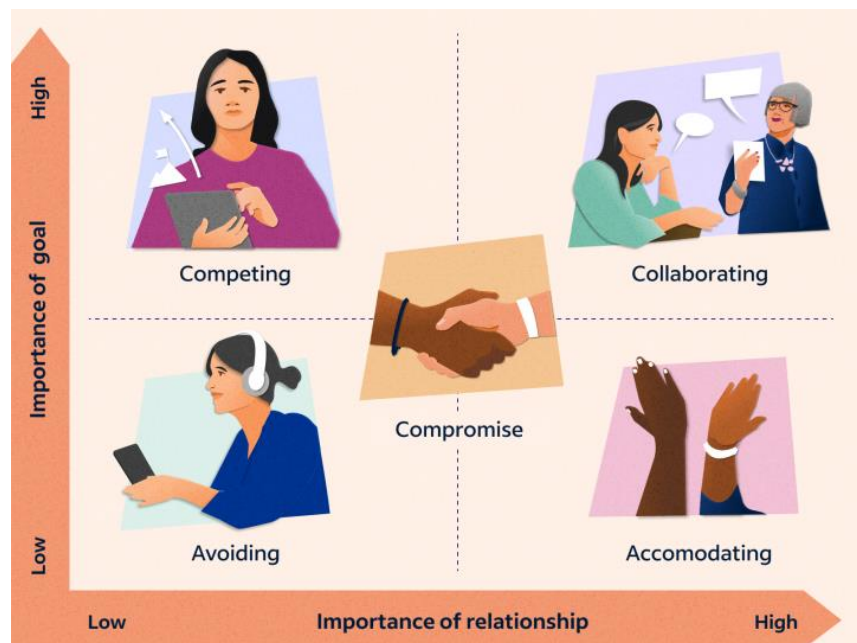 High
Importance of goal
Low
Competing
Collaborating
Compromise
Avoiding
Accomodating
Low
Importance of relationship
High